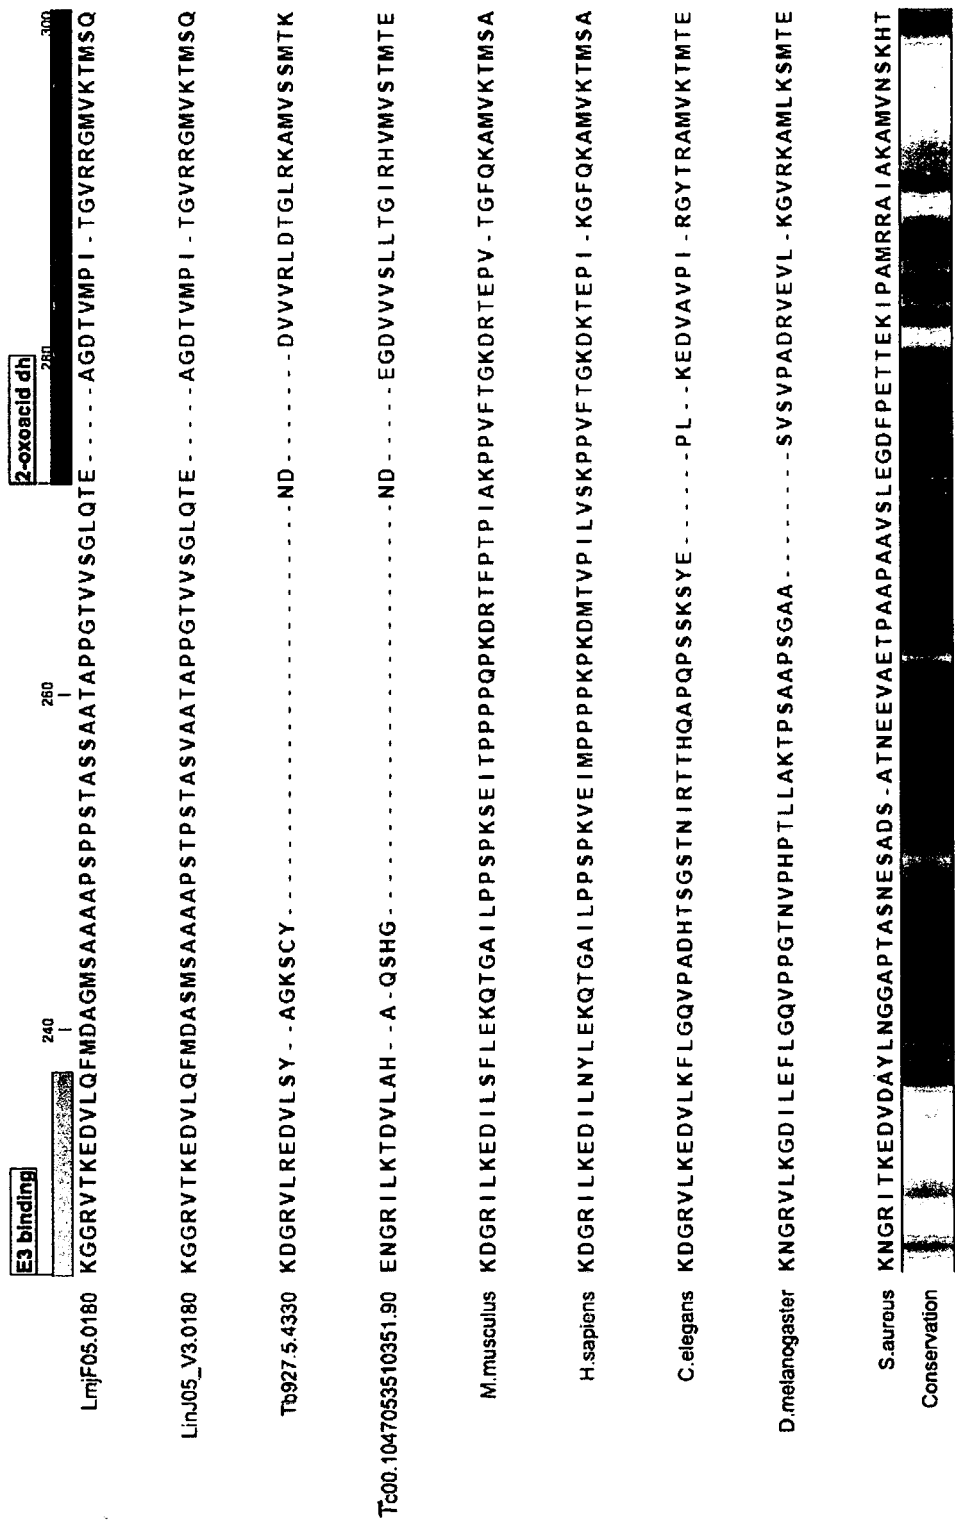 E3 binding 2-oxoacid dh
240 260 280 300
LmjF05.0180 KGGRVTKEDVLQFMDAGMSAAAAPSPPSTASSAATAPPGTVVSGLQTE-----AGDTVMPI-TGVRRGMVKTMSQ
LinJ05_V3.0180 KGGRVTKEDVLQFMDASMSAAAAPSTPSTASVAATAPPGTVVSGLQTE-----AGDTVMPI-TGVRRGMVKTMSQ
Tb927.5.4330 KDGRVLREDVLSY--AGKSCY--------------------------ND-------DVVVRLDTGLRKAMVSSMTK
Tc00.1047053510351.90 ENGRILKTDVLAH--A-QSHG--------------------------ND-----EGDVVVSLLTGIRHVMVSTMTE
M.musculus KDGRILKEDILSFLEKQTGAILPPSPKSEITPPPPQPKDRTFPTPIAKPPVFTGKDRTEPV-TGFQKAMVKTMSA
H.sapiens KDGRILKEDILNYLEKQTGAILPPSPKVEIMPPPPKPKDMTVPILVSKPPVFTGKDKTEPI-KGFQKAMVKTMSA
C.elegans KDGRVLKEDVLKFLGQVPADHTSGSTNIRTTHQAPQPSSKSYE------PL--KEDVAVPI-RGYTRAMVKTMTE
D.melanogaster KNGRVLKGDILEFLGQVPPGTNVPHPTLLAKTPSAAPSGAA--------SVSVPADRVEVL-KGVRKAMLKSMTE
S.aureus KNGRITKEDVDAYLNGGAPTASNESADS-ATNEEVAETPAAPAAVSLEGDFPETTEKIPAMRRAIAKAMVNSKHT
Conservation